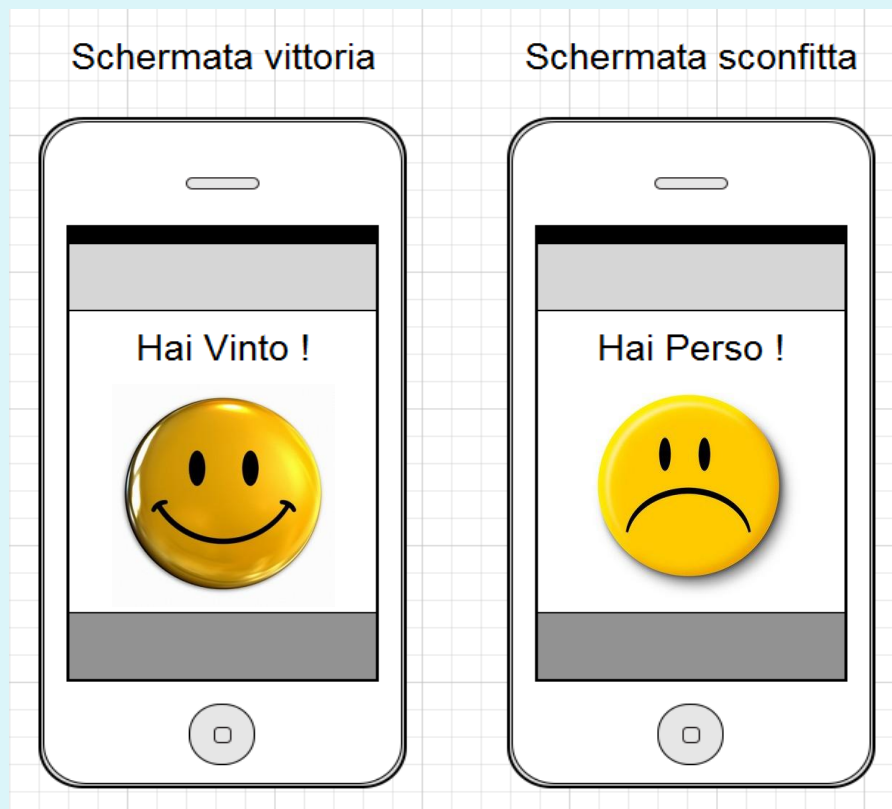 Schermata vittoria
Schermata sconfitta
Hai Vinto !
Hai Perso !